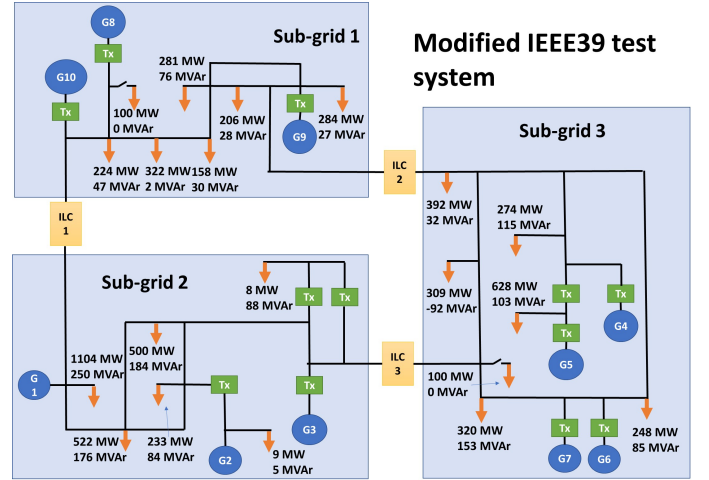 Modified IEEE39 test
system
Sub-grid 1
G8
Tx
G10
Tx
100 MW
0 MVAr
281 MW
76 MVAr
206 MW
28 MVAr
Tx
G9
284 MW
27 MVAr
224 MW
47 MVAr
322 MW
2 MVAr
158 MW
30 MVAr
ILC
1
ILC
2
Sub-grid 3
392 MW
32 MVAr
274 MW
115 MVAr
309 MW
-92 MVAr
628 MW
103 MVAr
Tx
Tx
G4
Tx
G5
100 MW
0 MVAr
320 MW
153 MVAr
Tx
Tx
G7
G6
248 MW
85 MVAr
Sub-grid 2
8 MW
88 MVAr
Tx
Tx
1104 MW
250 MVAr
500 MW
184 MVAr
G
1
Tx
Tx
G3
522 MW
176 MVAr
233 MW
84 MVAr
G2
9 MW
5 MVAr
ILC
3